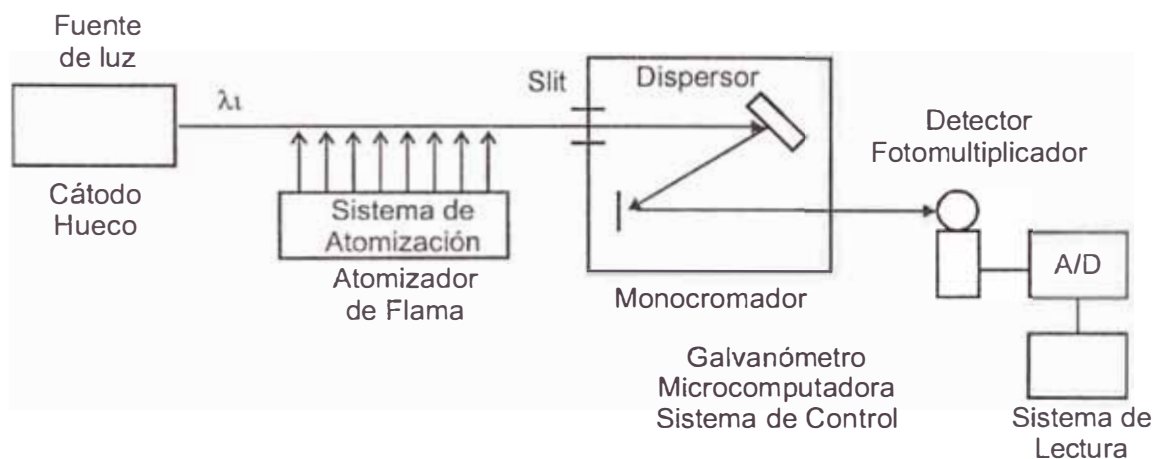 Fuente
de luz
Cátodo
Hueco
λι
Sistema de
Atomización
Atomizador
de Flama
Slit
Dispersor
Monocromador
Detector
Fotomultiplicador
A/D
Galvanómetro
Microcomputadora
Sistema de Control
Sistema de
Lectura